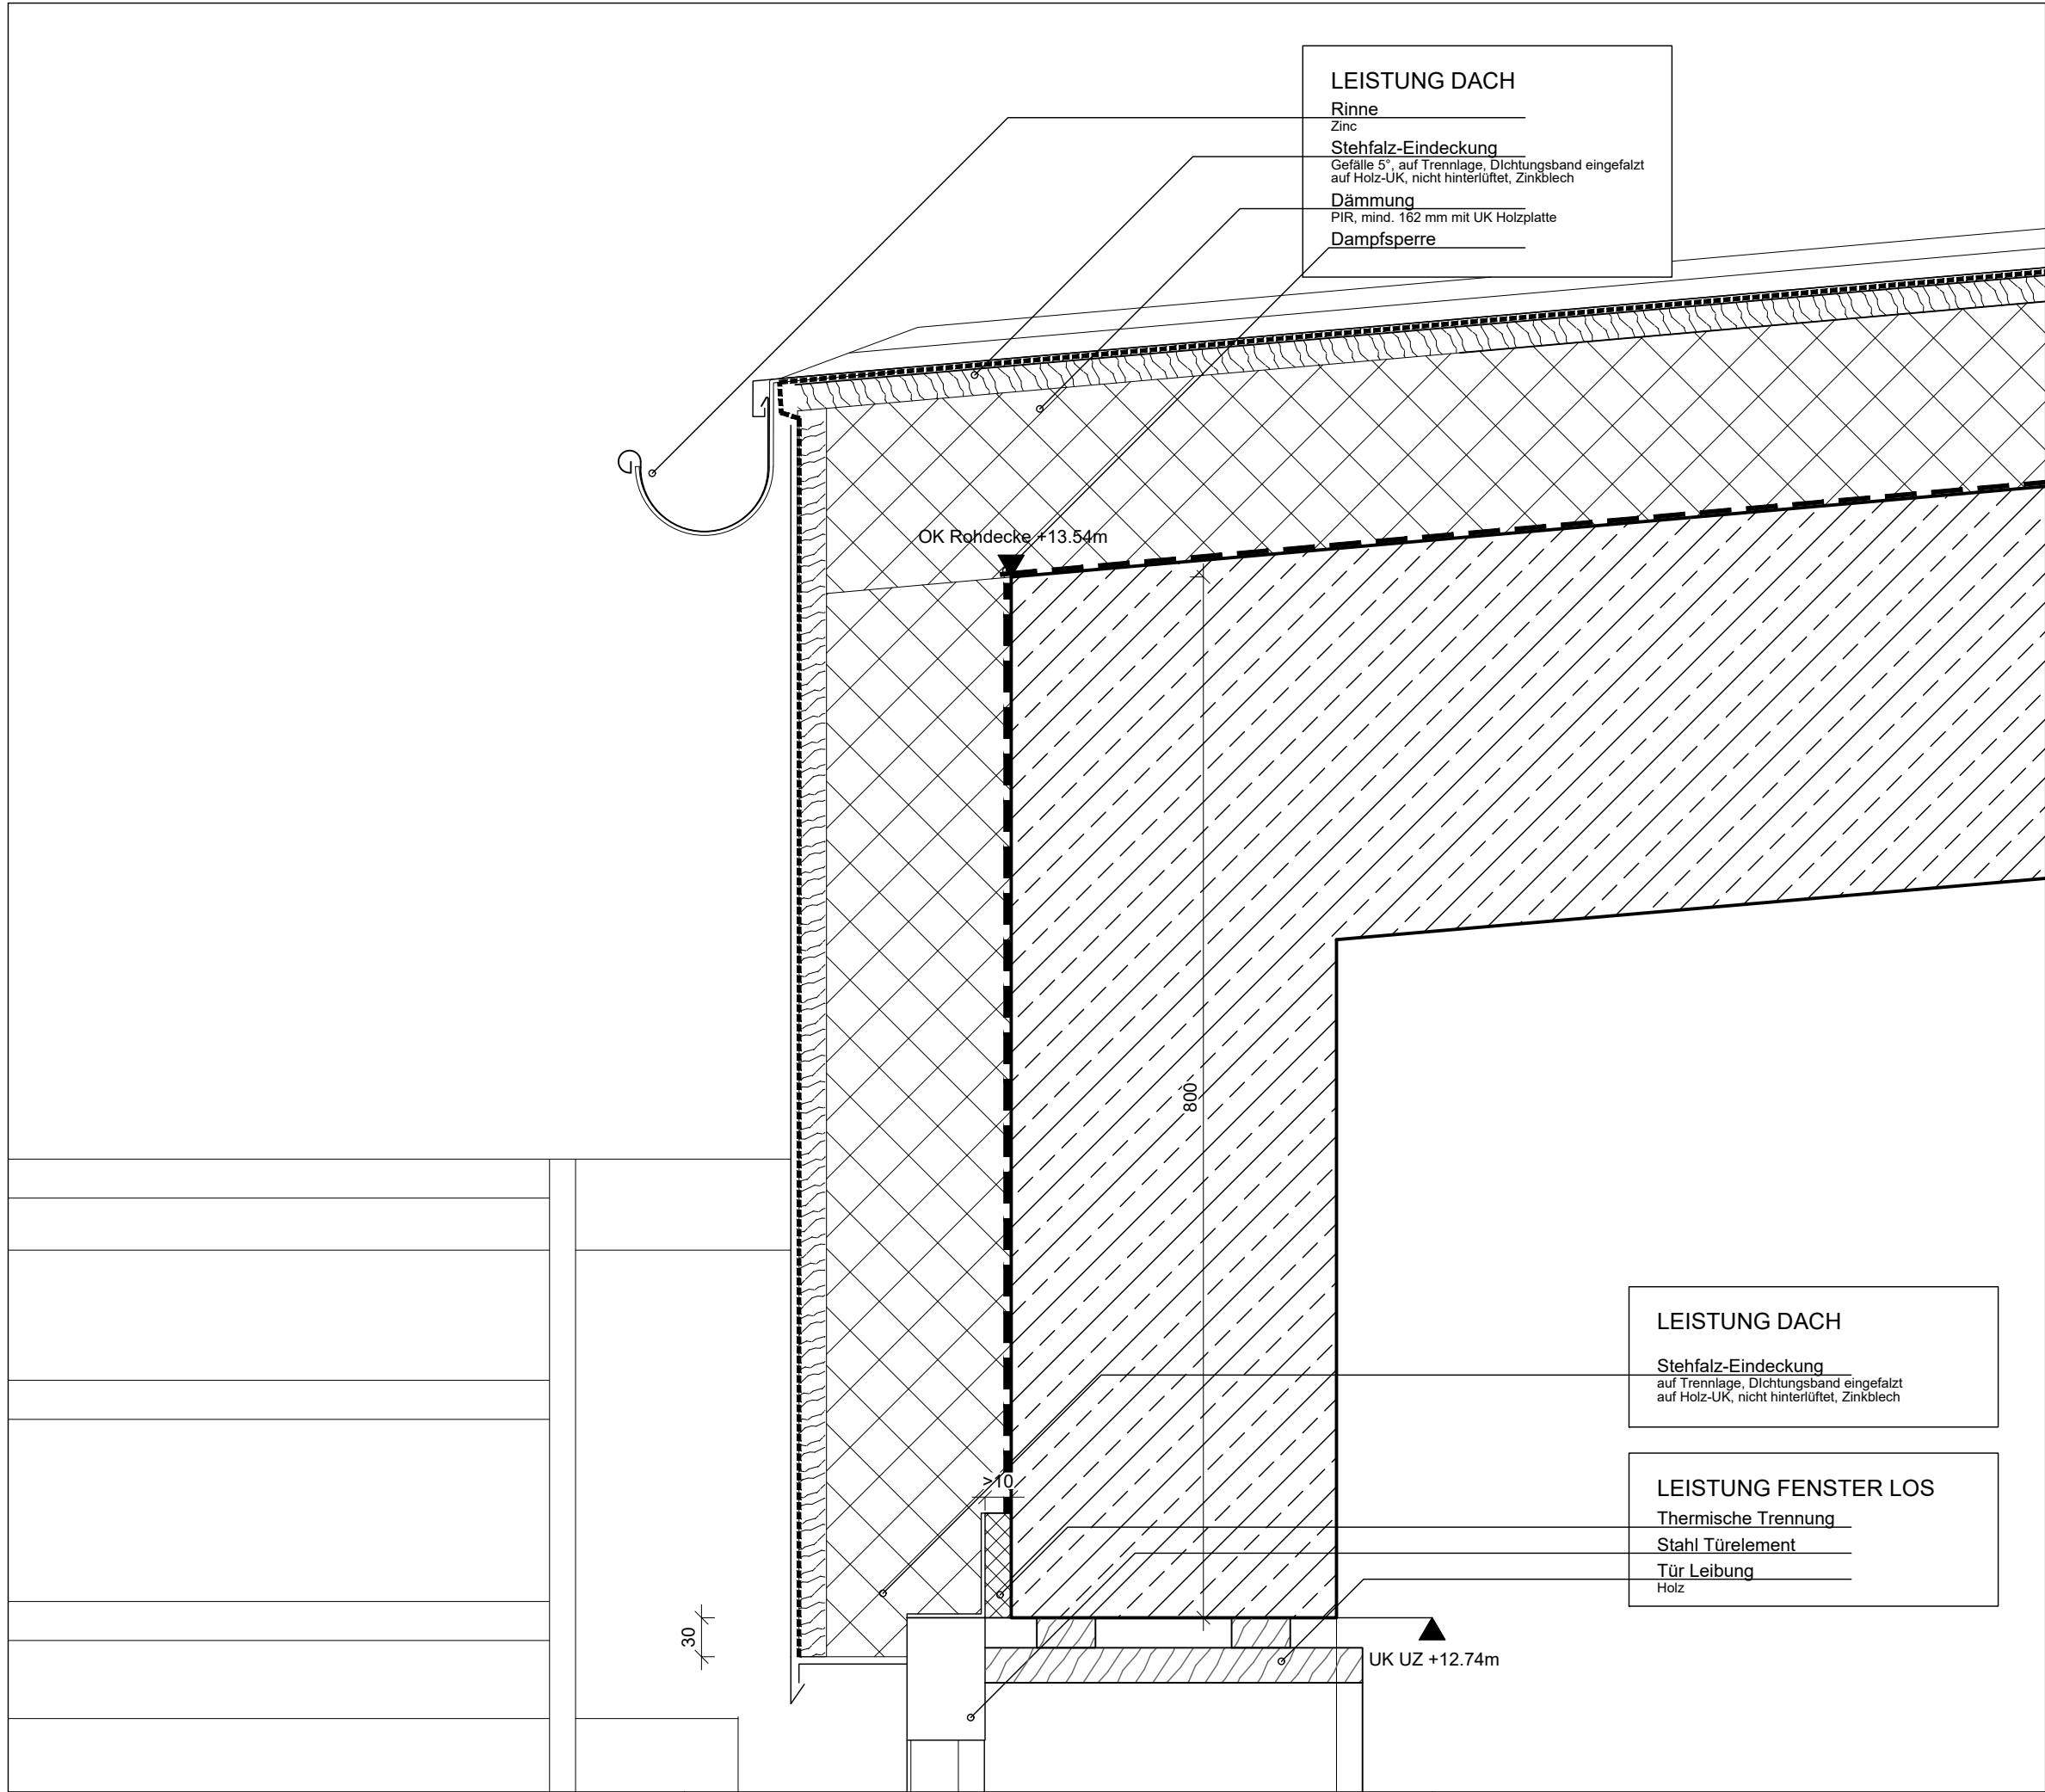 LEISTUNG DACH
Rinne
Zinc
Stehfalz-Eindeckung
Gefälle 5°, auf Trennlage, DIchtungsband eingefalzt
auf Holz-UK, nicht hinterlüftet, Zinkblech
Dämmung
PIR, mind. 162 mm mit UK Holzplatte
Dampfsperre
OK Rohdecke +13.54m
800
LEISTUNG DACH
Stehfalz-Eindeckung
auf Trennlage, DIchtungsband eingefalzt
auf Holz-UK, nicht hinterlüftet, Zinkblech
>10
LEISTUNG FENSTER LOS
Thermische Trennung
Stahl Türelement
Tür Leibung
Holz
30
UK UZ +12.74m